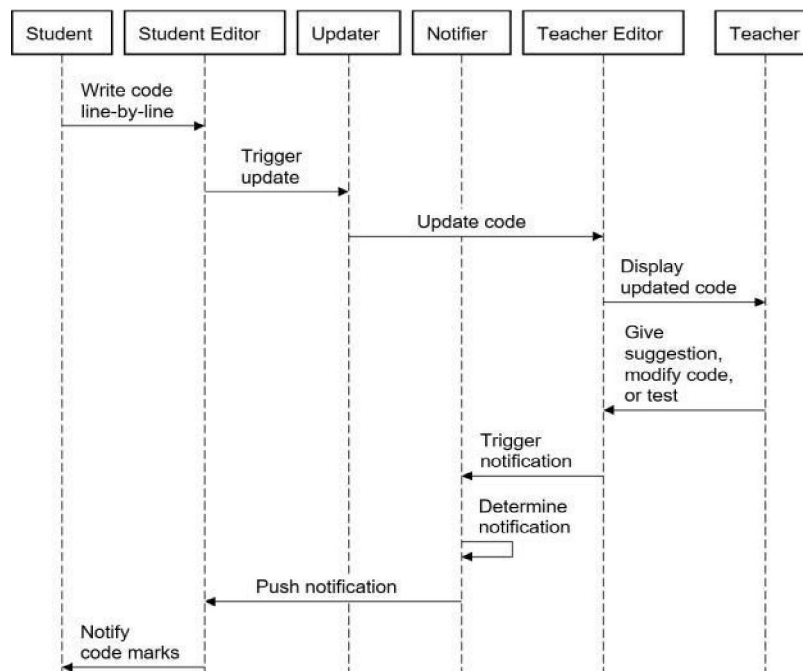 Student
Student Editor
Updater
Notifier
Teacher Editor
Teacher
Write code
line-by-line
Trigger
update
Update code
Display
updated code
Give
suggestion,
modify code,
or test
Trigger
notification
Determine
notification
Push notification
Notify
code marks